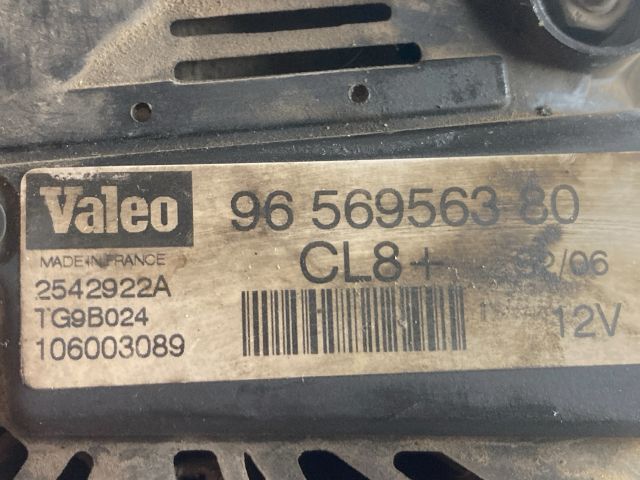 Valeo
96 569563 80
MADE IN FRANCE
CL8+
2542922A
TG9B024
12V
106003089